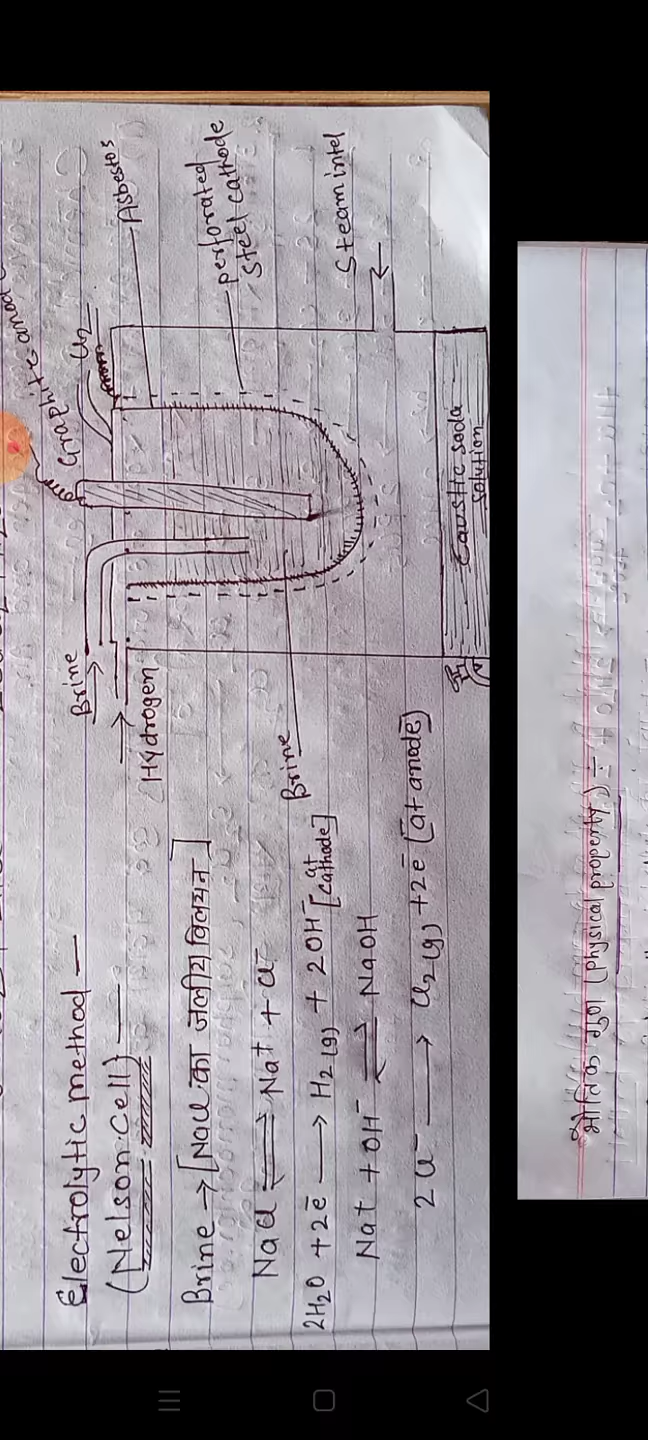 Electrolytic method —
(Nelson cell) —
Brine → [NaCl का जलीय विलयन]
NaCl ⇌ Na+ + Cl-
2H2O + 2e- → H2(g) + 2OH- [at cathode]
Na+ + OH- ⇌ NaOH
2Cl- → Cl2(g) + 2e- [at anode]
Graphite anod
Cl2
Asbestos
perforated
steel cathode
Steam intel
Brine
Hydrogen
Brine
Caustic soda
solution
भौतिक गुण (physical property) ÷